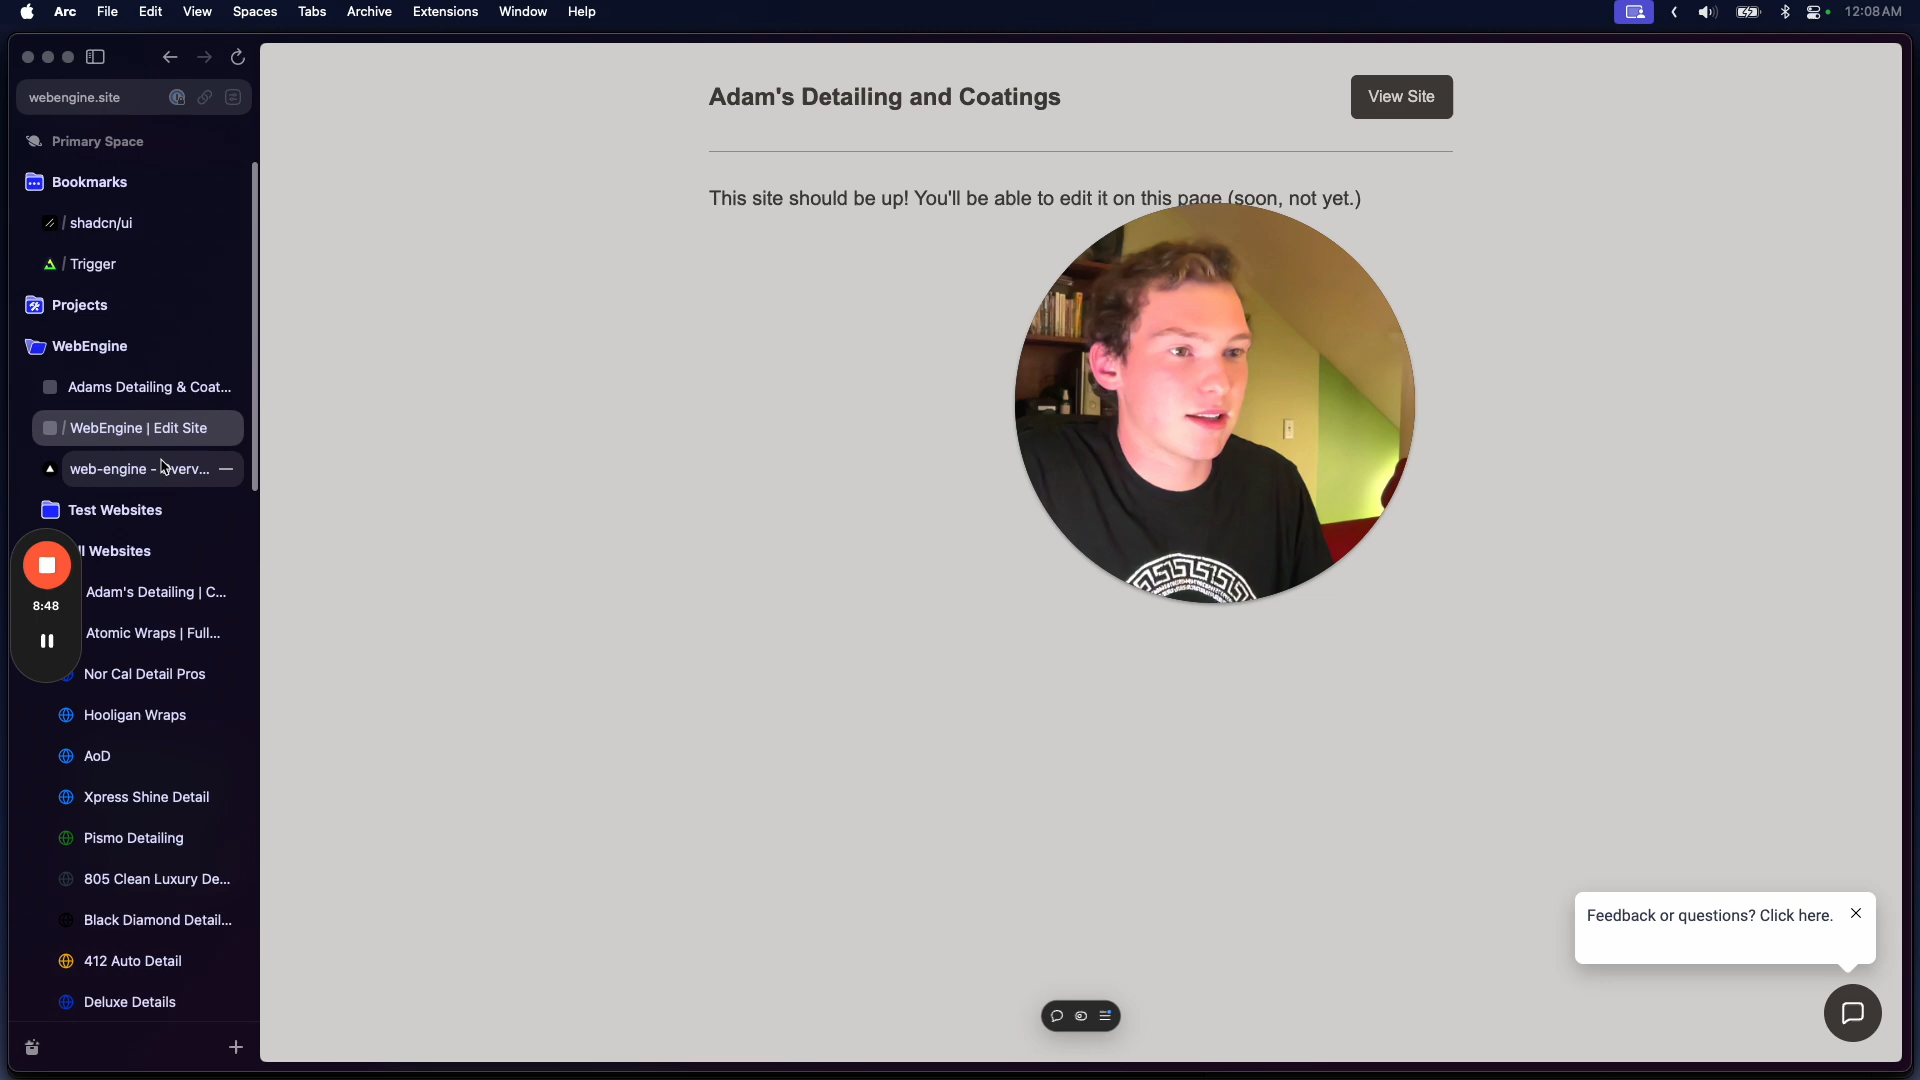 Arc File Edit View Spaces Tabs Archive Extensions Window Help
12:08 AM
webengine.site
Primary Space
Bookmarks
/ shadcn/ui
/ Trigger
Projects
WebEngine
Adams Detailing & Coat...
/ WebEngine | Edit Site
web-engine -
Test Websites
Websites
Adam's Detailing | C...
Atomic Wraps | Full...
Nor Cal Detail Pros
Hooligan Wraps
AoD
Xpress Shine Detail
Pismo Detailing
805 Clean Luxury De...
Black Diamond Detail...
412 Auto Detail
Deluxe Details
8:48
Adam's Detailing and Coatings
View Site
This site should be up! You'll be able to edit it on this page (soon, not yet.)
Feedback or questions? Click here.